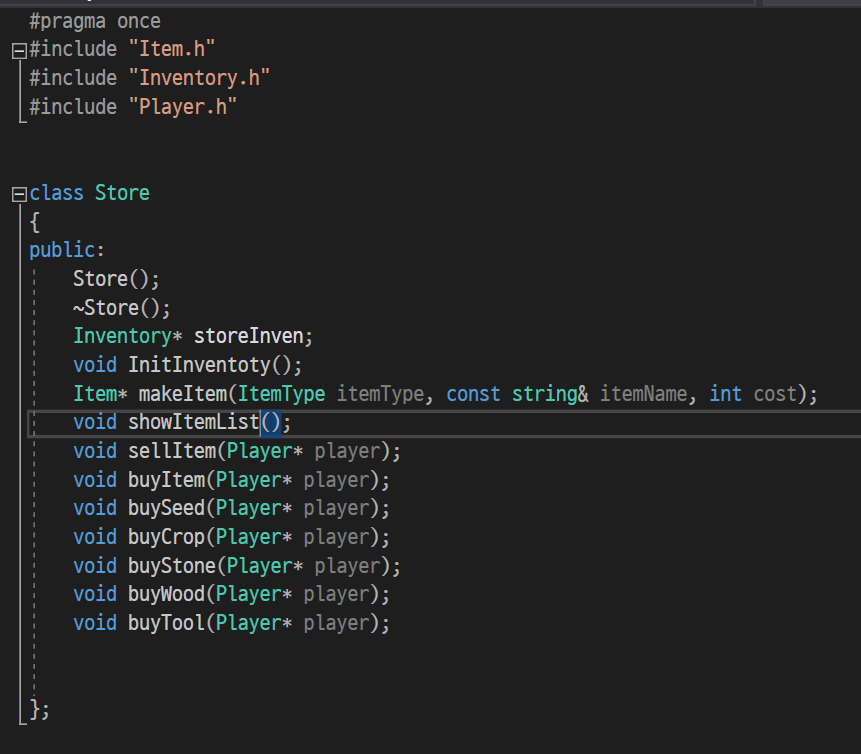 #pragma once
#include "Item.h"
#include "Inventory.h"
#include "Player.h"
class Store
{
public:
Store();
~Store();
Inventory* storeInven;
void InitInventoty();
Item* makeItem(ItemType itemType, const string& itemName, int cost);
void showItemList();
void sellItem(Player* player);
void buyItem(Player* player);
void buySeed(Player* player);
void buyCrop(Player* player);
void buyStone(Player* player);
void buyWood(Player* player);
void buyTool(Player* player);
};